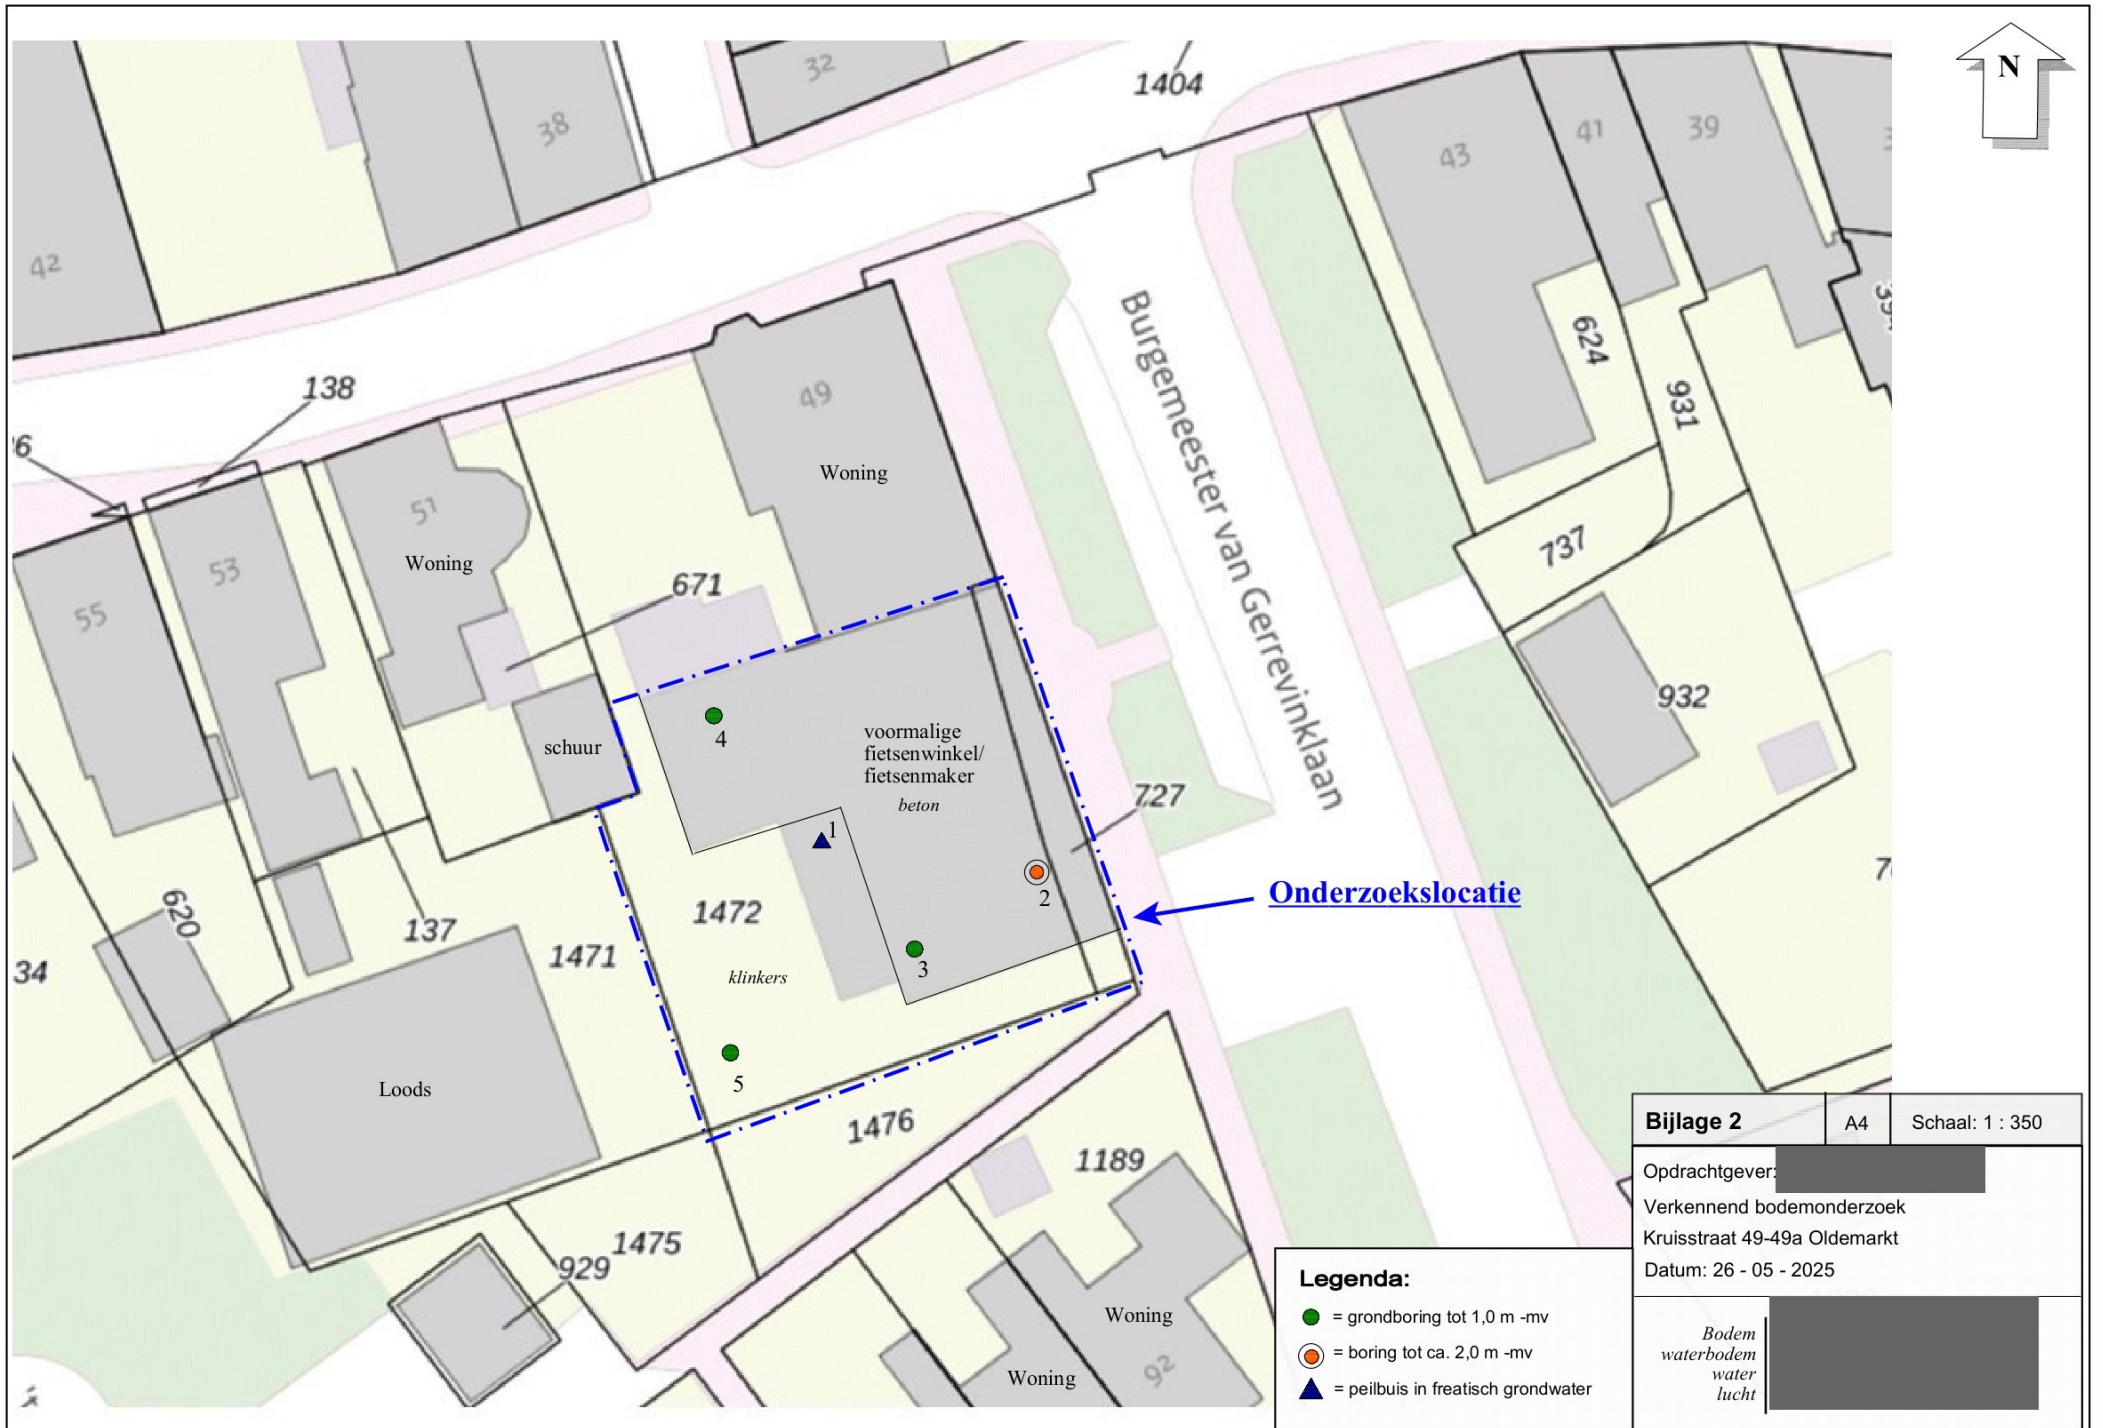 N
32
1404
38
43
41
39
42
138
49
Woning
624
931
Burgemeester van Gerrevinklaan
51
Woning
53
55
671
737
932
schuur
4
voormalige
fietsenwinkel/
fietsenmaker
beton
727
1
2
Onderzoekslocatie
620
137
1471
1472
3
34
klinkers
5
Loods
1476
1189
1475
929
Woning
Woning
92
Bijlage 2
A4
Schaal: 1 : 350
Opdrachtgever:
Verkennend bodemonderzoek
Kruisstraat 49-49a Oldemarkt
Datum: 26 - 05 - 2025
Bodem
waterbodem
water
lucht
Legenda:
= grondboring tot 1,0 m -mv
= boring tot ca. 2,0 m -mv
= peilbuis in freatisch grondwater